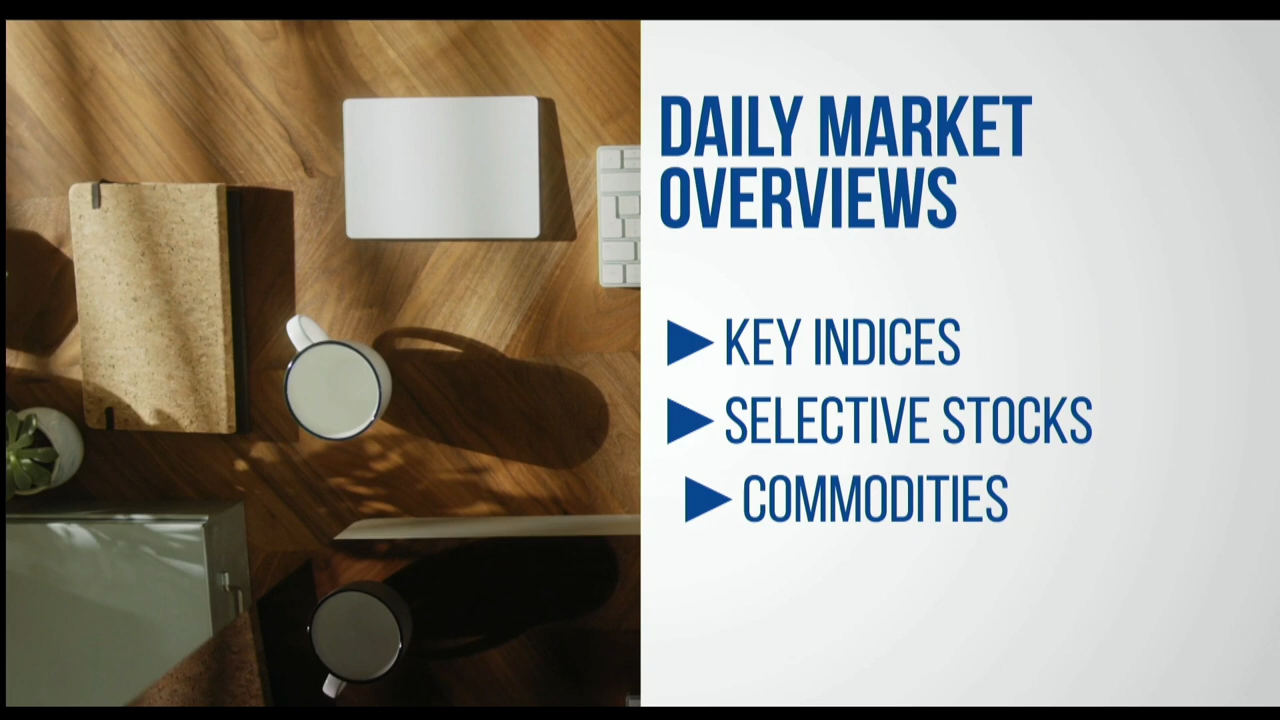 DAILY MARKET
OVERVIEWS
KEY INDICES
SELECTIVE STOCKS
COMMODITIES